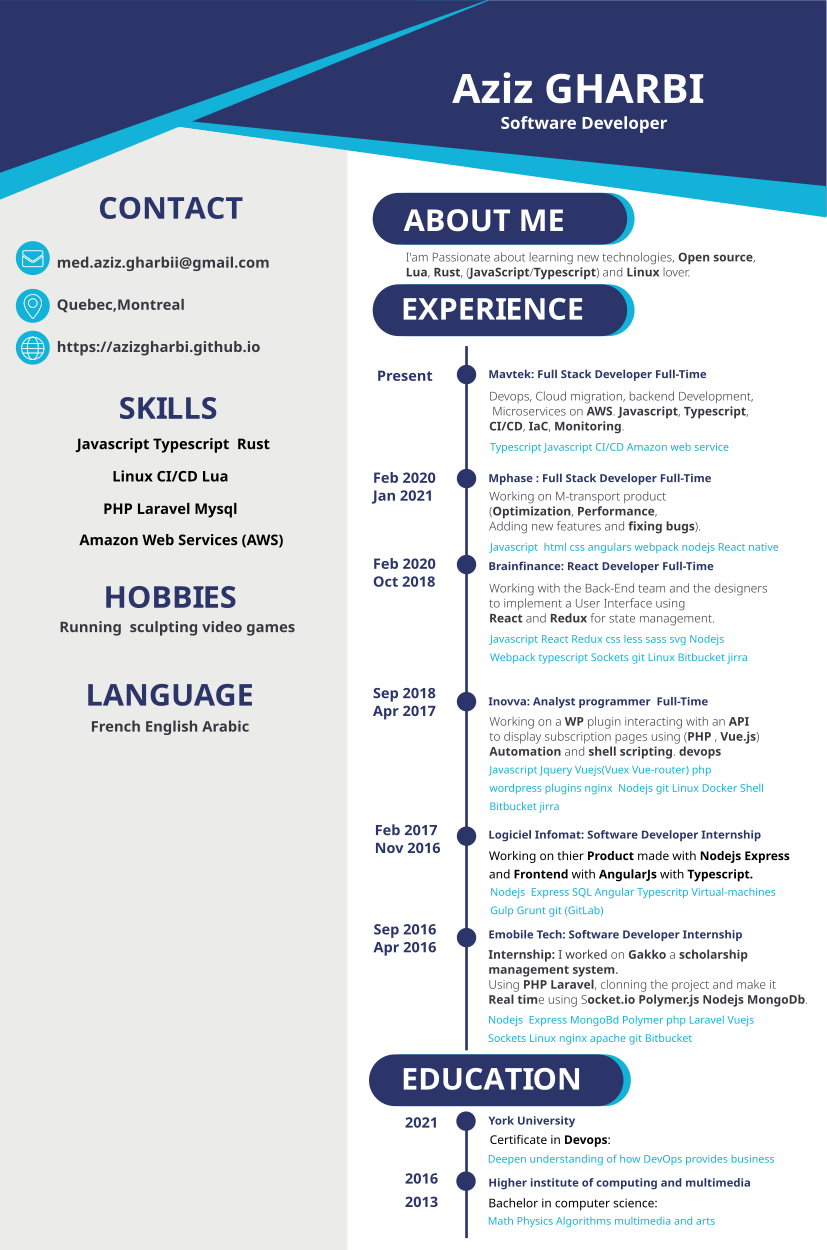 Aziz GHARBI
Software Developer
CONTACT
med.aziz.gharbii@gmail.com
Quebec,Montreal
https://azizgharbi.github.io
SKILLS
Javascript Typescript  Rust
Linux CI/CD Lua
PHP Laravel Mysql
Amazon Web Services (AWS)
HOBBIES
Running  sculpting video games
LANGUAGE
French English Arabic
ABOUT ME
I'am Passionate about learning new technologies, Open source,
Lua, Rust, (JavaScript/Typescript) and Linux lover.
EXPERIENCE
Present
Mavtek: Full Stack Developer Full-Time
Devops, Cloud migration, backend Development,
Microservices on AWS. Javascript, Typescript,
CI/CD, IaC, Monitoring.
Typescript Javascript CI/CD Amazon web service
Feb 2020
Jan 2021
Mphase : Full Stack Developer Full-Time
Working on M-transport product
(Optimization, Performance,
Adding new features and fixing bugs).
Javascript  html css angulars webpack nodejs React native
Feb 2020
Oct 2018
Brainfinance: React Developer Full-Time
Working with the Back-End team and the designers
to implement a User Interface using
React and Redux for state management.
Javascript React Redux css less sass svg Nodejs
Webpack typescript Sockets git Linux Bitbucket jirra
Sep 2018
Apr 2017
Inovva: Analyst programmer  Full-Time
Working on a WP plugin interacting with an API
to display subscription pages using (PHP , Vue.js)
Automation and shell scripting. devops
Javascript Jquery Vuejs(Vuex Vue-router) php
wordpress plugins nginx  Nodejs git Linux Docker Shell
Bitbucket jirra
Feb 2017
Nov 2016
Logiciel Infomat: Software Developer Internship
Working on thier Product made with Nodejs Express
and Frontend with AngularJs with Typescript.
Nodejs  Express SQL Angular Typescritp Virtual-machines
Gulp Grunt git (GitLab)
Sep 2016
Apr 2016
Emobile Tech: Software Developer Internship
Internship: I worked on Gakko a scholarship
management system.
Using PHP Laravel, clonning the project and make it
Real time using Socket.io Polymer.js Nodejs MongoDb.
Nodejs  Express MongoBd Polymer php Laravel Vuejs
Sockets Linux nginx apache git Bitbucket
EDUCATION
2021
York University
Certificate in Devops:
Deepen understanding of how DevOps provides business
2016
2013
Higher institute of computing and multimedia
Bachelor in computer science:
Math Physics Algorithms multimedia and arts